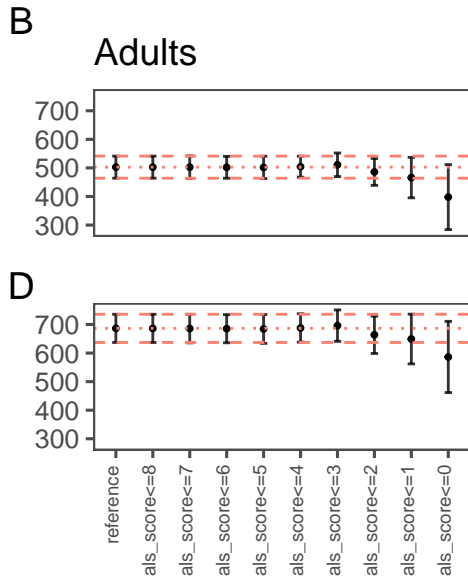 B
Adults
700
600
500
400
300
D
700
600
500
400
300
reference
als_score<=8
als_score<=7
als_score<=6
als_score<=5
als_score<=4
als_score<=3
als_score<=2
als_score<=1
als_score<=0